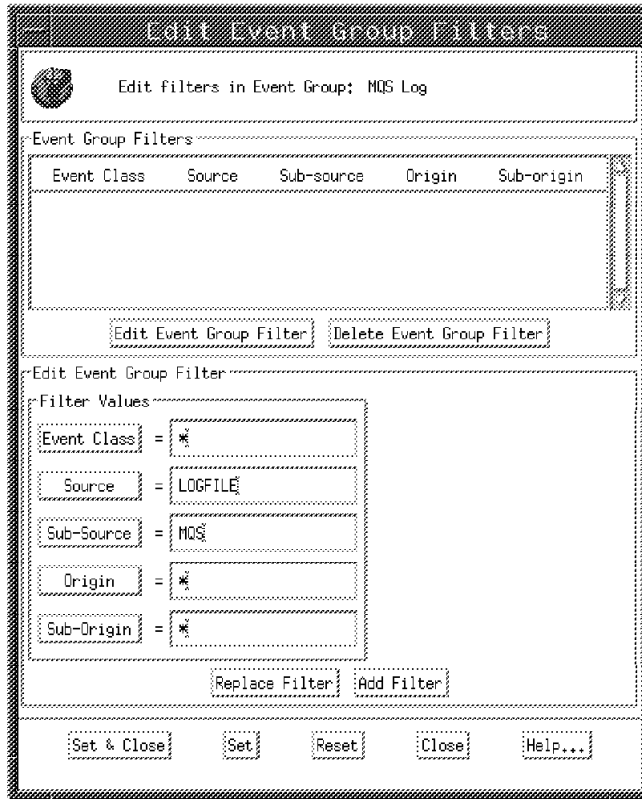 Edit Event Group Filters
Edit filters in Event Group: MQS Log
Event Group Filters
Event Class Source Sub-source Origin Sub-origin
Edit Event Group Filter Delete Event Group Filter
Edit Event Group Filter
Filter Values
Event Class = *
Source = LOGFILE
Sub-Source = MQS
Origin = *
Sub-Origin = *
Replace Filter Add Filter
Set & Close Set Reset Close Help...